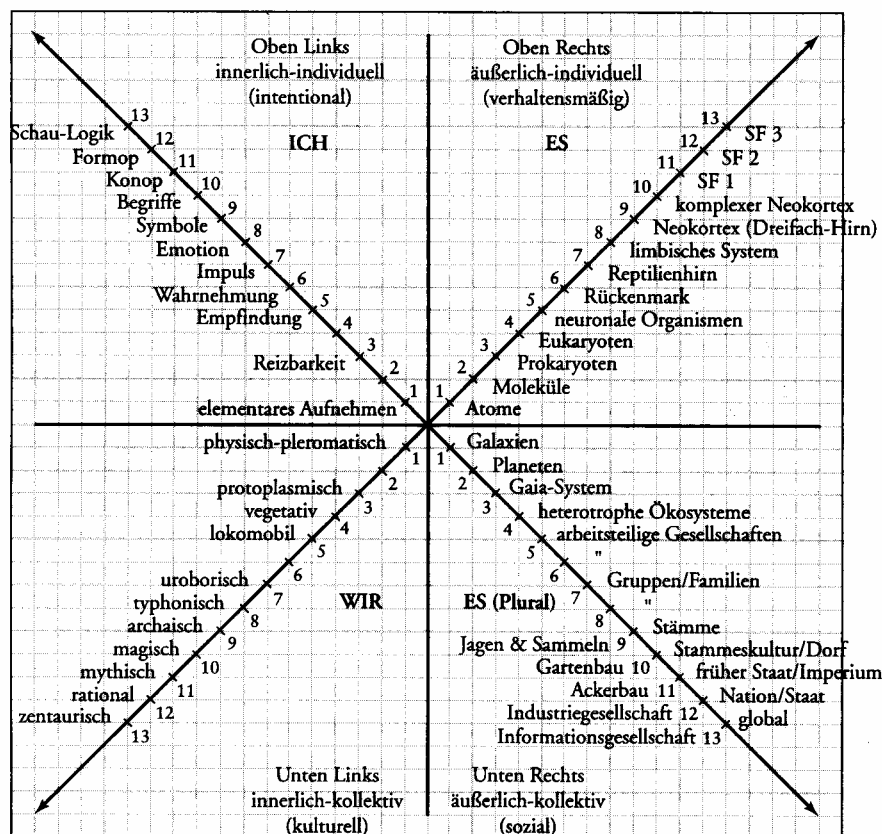 Oben Links
innerlich-individuell
(intentional)
ICH
13
Schau-Logik
12
Formop
11
Konop
10
Begriffe
9
Symbole
8
Emotion
7
Impuls
6
Wahrnehmung
5
Empfindung
4
3
Reizbarkeit
2
1
elementares Aufnehmen
Oben Rechts
äußerlich-individuell
(verhaltensmäßig)
ES
13
SF 3
12
SF 2
11
SF 1
10
komplexer Neokortex
9
Neokortex (Dreifach-Hirn)
8
limbisches System
7
Reptilienhirn
6
Rückenmark
5
neuronale Organismen
4
Eukaryoten
3
Prokaryoten
2
Moleküle
1
Atome
physisch-pleromatisch
1
2
protoplasmisch
3
vegetativ
4
lokomobil
5
6
uroborisch
7
typhonisch
8
archaisch
9
magisch
10
mythisch
11
rational
12
zentaurisch
13
WIR
Unten Links
innerlich-kollektiv
(kulturell)
Galaxien
1
Planeten
2
Gaia-System
3
heterotrophe Ökosysteme
4
arbeitsteilige Gesellschaften
5
"
6
Gruppen/Familien
7
ES (Plural)
"
8
Stämme
Jagen & Sammeln 9
Stammeskultur/Dorf
Gartenbau 10
früher Staat/Imperium
Ackerbau 11
Nation/Staat
Industriegesellschaft 12
global
Informationsgesellschaft 13
Unten Rechts
äußerlich-kollektiv
(sozial)